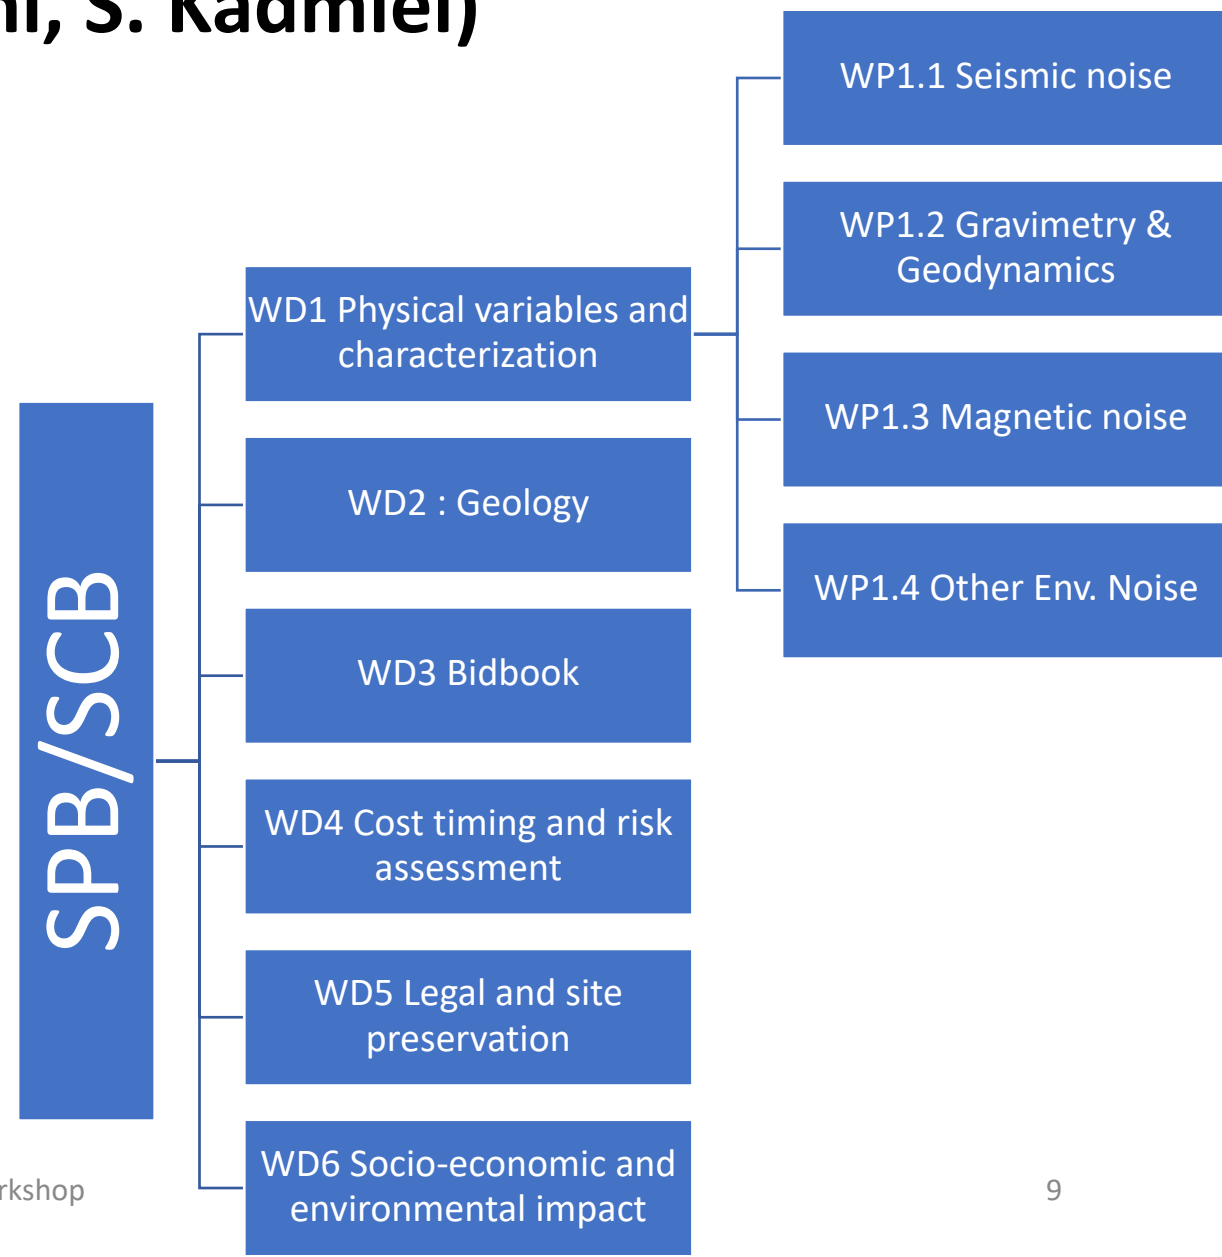 S. Kadmiel)
WP1.1 Seismic noise
WP1.2 Gravimetry &
Geodynamics
WD1 Physical variables and
characterization
WP1.3 Magnetic noise
WD2 : Geology
WP1.4 Other Env. Noise
SPB/SCB
WD3 Bidbook
WD4 Cost timing and risk
assessment
WD5 Legal and site
preservation
WD6 Socio-economic and
environmental impact
rkshop
9